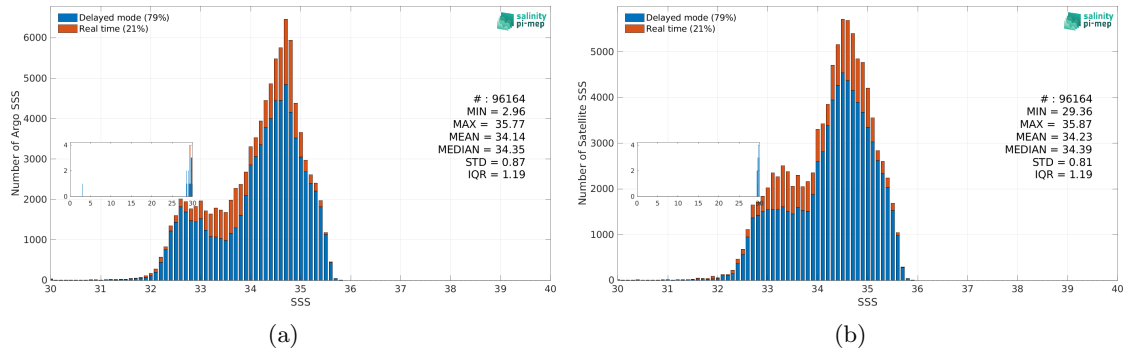 Delayed mode (79%)
Real time (21%)
salinity
pi-mep
# : 96164
MIN = 2.96
MAX = 35.77
MEAN = 34.14
MEDIAN = 34.35
STD = 0.87
IQR = 1.19
Number of Argo SSS
0
1000
2000
3000
4000
5000
6000
0
2
4
5
10
15
20
25
30
30
31
32
33
34
35
36
37
38
39
40
SSS
(a)
Delayed mode (79%)
Real time (21%)
salinity
pi-mep
# : 96164
MIN = 29.36
MAX = 35.87
MEAN = 34.23
MEDIAN = 34.39
STD = 0.81
IQR = 1.19
Number of Satellite SSS
0
1000
2000
3000
4000
5000
0
2
4
0
5
10
15
20
25
30
30
31
32
33
34
35
36
37
38
39
40
SSS
(b)